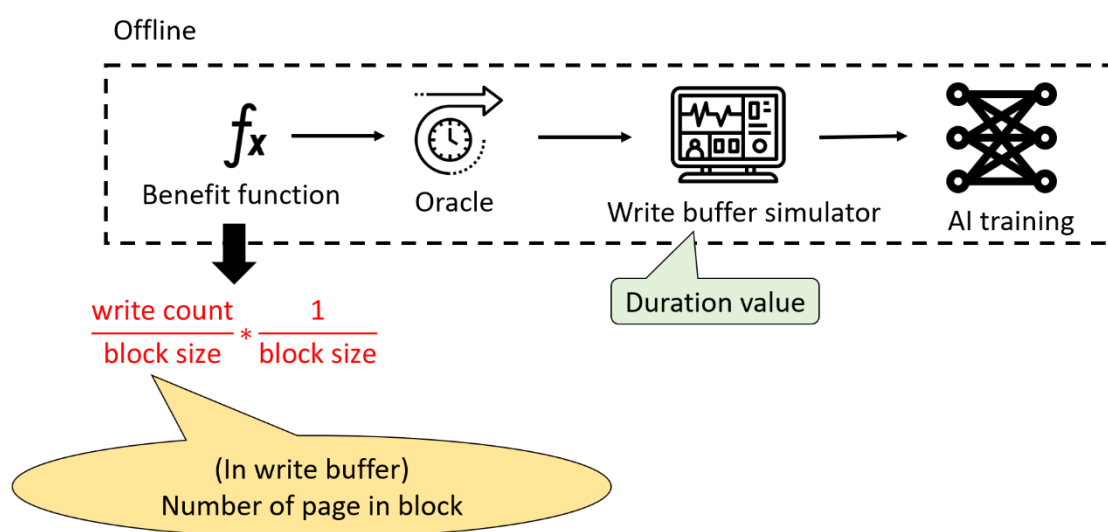 Offline
fx
Benefit function
Oracle
Write buffer simulator
AI training
Duration value
write count
block size
*
1
block size
(In write buffer)
Number of page in block